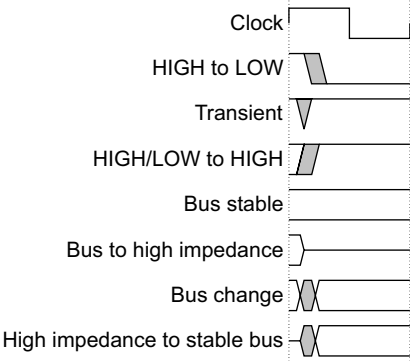 Clock
HIGH to LOW
Transient
HIGH/LOW to HIGH
Bus stable
Bus to high impedance
Bus change
High impedance to stable bus